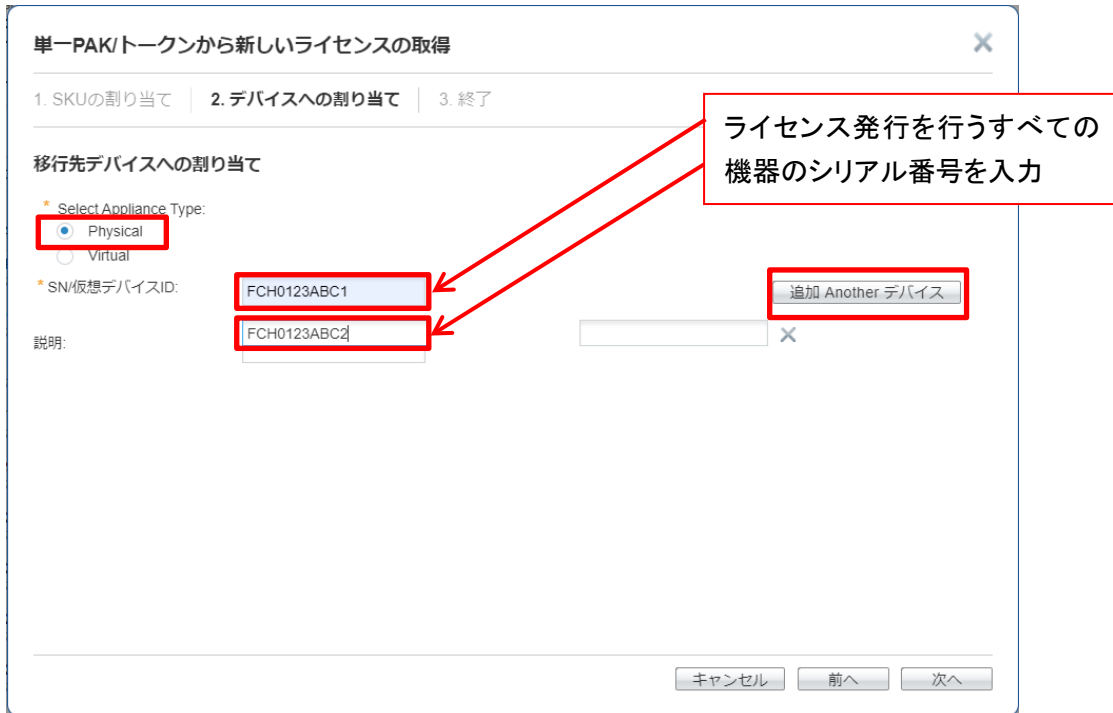 単一PAK/トークンから新しいライセンスの取得
1. SKUの割り当て 2. デバイスへの割り当て 3. 終了
ライセンス発行を行うすべての
機器のシリアル番号を入力
移行先デバイスへの割り当て
* Select Appliance Type:
Physical
Virtual
* SN/仮想デバイスID: FCH0123ABC1 追加 Another デバイス
FCH0123ABC2
説明:
キャンセル 前へ 次へ